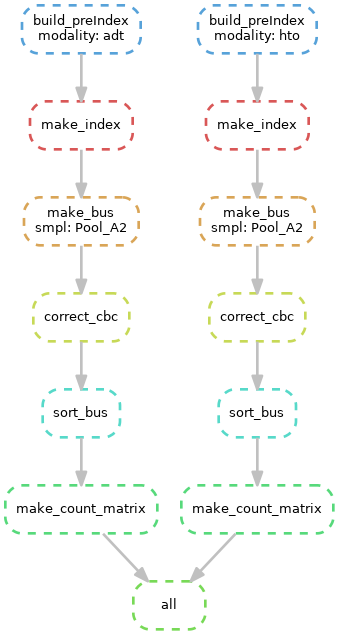 build_preIndex
modality: adt
build_preIndex
modality: hto
make_index
make_index
make_bus
smpl: Pool_A2
make_bus
smpl: Pool_A2
correct_cbc
correct_cbc
sort_bus
sort_bus
make_count_matrix
make_count_matrix
all